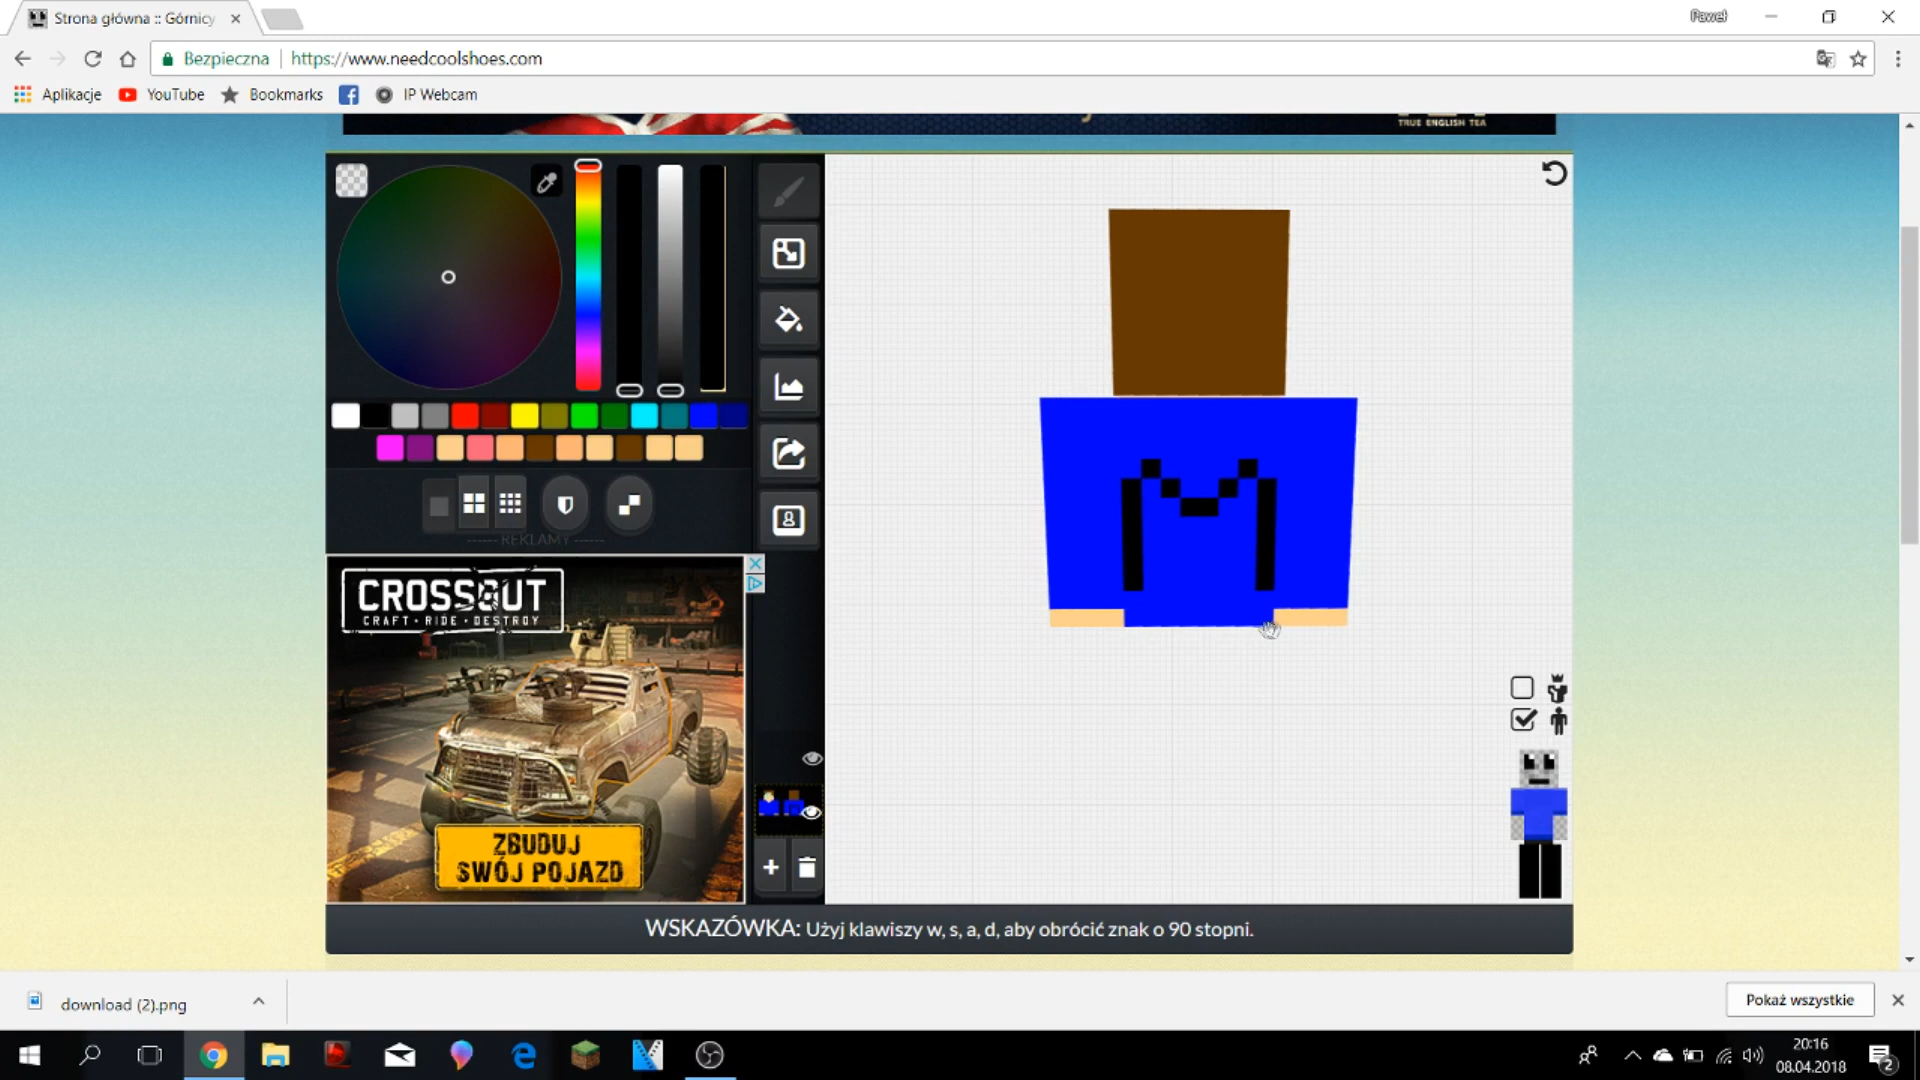 Strona główna :: Górnicy
Paweł
Bezpieczna
https://www.needcoolshoes.com
Aplikacje
YouTube
Bookmarks
IP Webcam
TRUE ENGLISH TEA
------ REKLAMY ------
CROSSOUT
CRAFT • RIDE • DESTROY
ZBUDUJ
SWÓJ POJAZD
M
WSKAZÓWKA: Użyj klawiszy w, s, a, d, aby obrócić znak o 90 stopni.
download (2).png
Pokaż wszystkie
20:16
08.04.2018
2